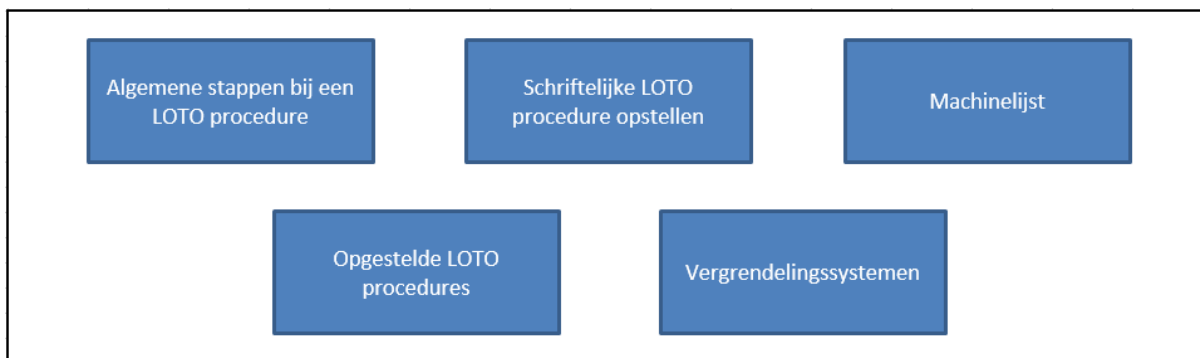 Algemene stappen bij een
LOTO procedure
Schriftelijke LOTO
procedure opstellen
Machinelijst
Opgestelde LOTO
procedures
Vergrendelingssystemen